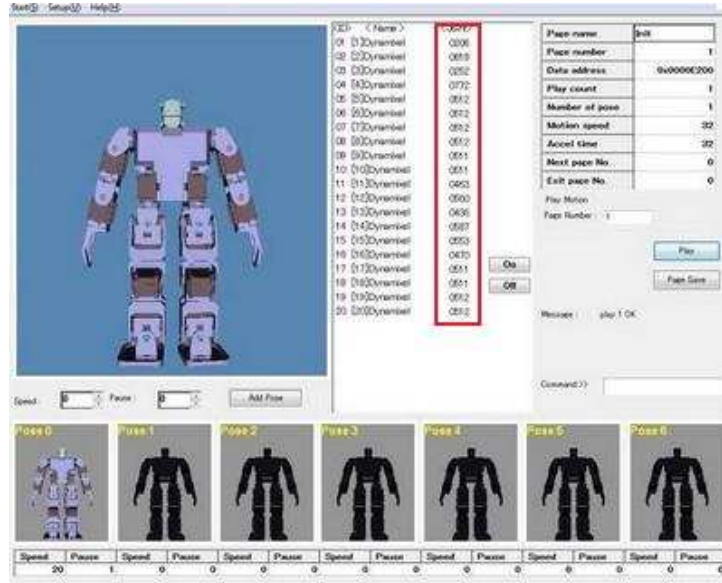 Start(S) Setup(U) Help(H)
<ID> < Name >
01 [1]Dynamixel 0206
02 [2]Dynamixel 0819
03 [3]Dynamixel 0252
04 [4]Dynamixel 0772
05 [5]Dynamixel 0512
06 [6]Dynamixel 0512
07 [7]Dynamixel 0512
08 [8]Dynamixel 0512
09 [9]Dynamixel 0511
10 [10]Dynamixel 0511
11 [11]Dynamixel 0463
12 [12]Dynamixel 0560
13 [13]Dynamixel 0436
14 [14]Dynamixel 0587
15 [15]Dynamixel 0553
16 [16]Dynamixel 0470
17 [17]Dynamixel 0511
18 [18]Dynamixel 0511
19 [19]Dynamixel 0512
20 [20]Dynamixel 0512
On
Off
Page name Init
Page number 1
Data address 0x0000E200
Play count 1
Number of pose 1
Motion speed 32
Accel time 32
Next page No. 0
Exit page No. 0
Play Motion
Page Number : 1
Play
Page Save
Message : play 1 OK
Command >>
Speed : 0 Pause : 0 Add Pose
Pose 0 Pose 1 Pose 2 Pose 3 Pose 4 Pose 5 Pose 6
Speed Pause Speed Pause Speed Pause Speed Pause Speed Pause Speed Pause Speed Pause
20 1 0 0 0 0 0 0 0 0 0 0 0 0